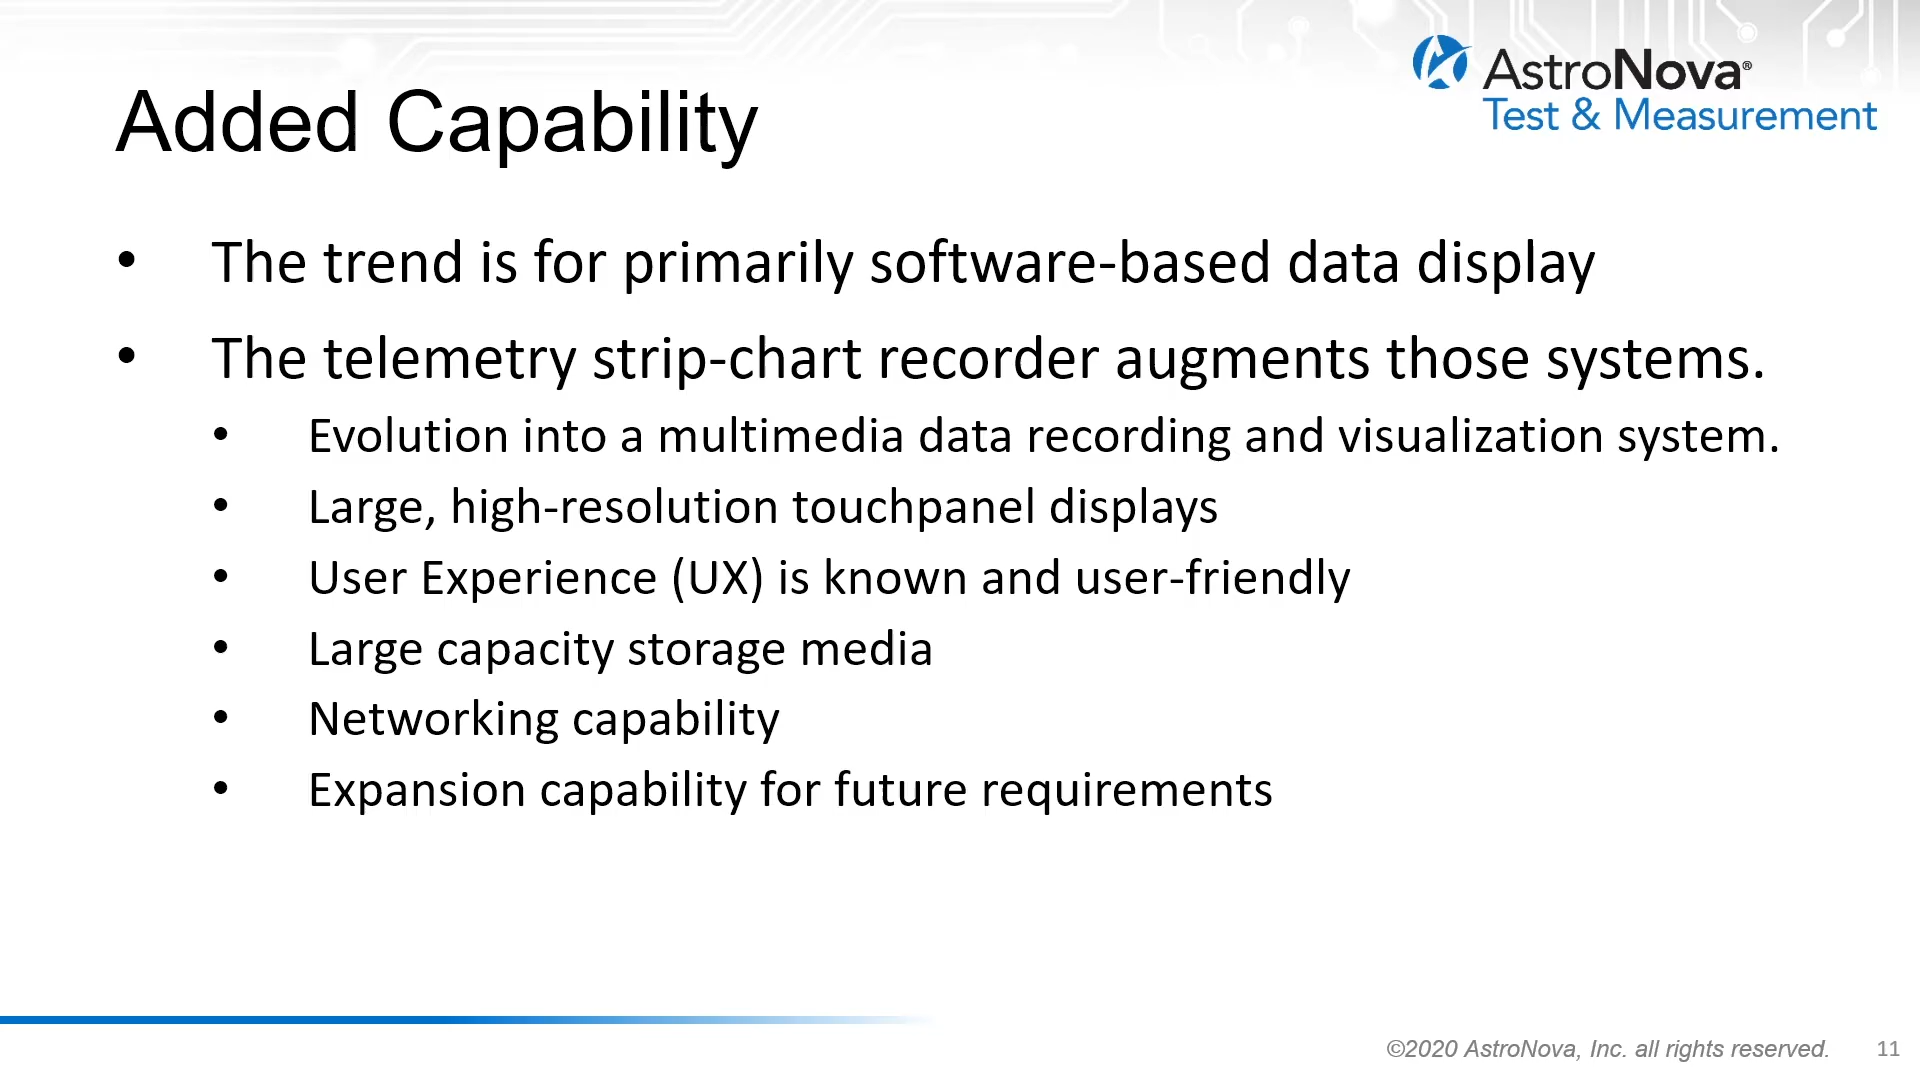 AstroNova®
Test & Measurement
Added Capability
• The trend is for primarily software-based data display
• The telemetry strip-chart recorder augments those systems.
• Evolution into a multimedia data recording and visualization system.
• Large, high-resolution touchpanel displays
• User Experience (UX) is known and user-friendly
• Large capacity storage media
• Networking capability
• Expansion capability for future requirements
©2020 AstroNova, Inc. all rights reserved. 11